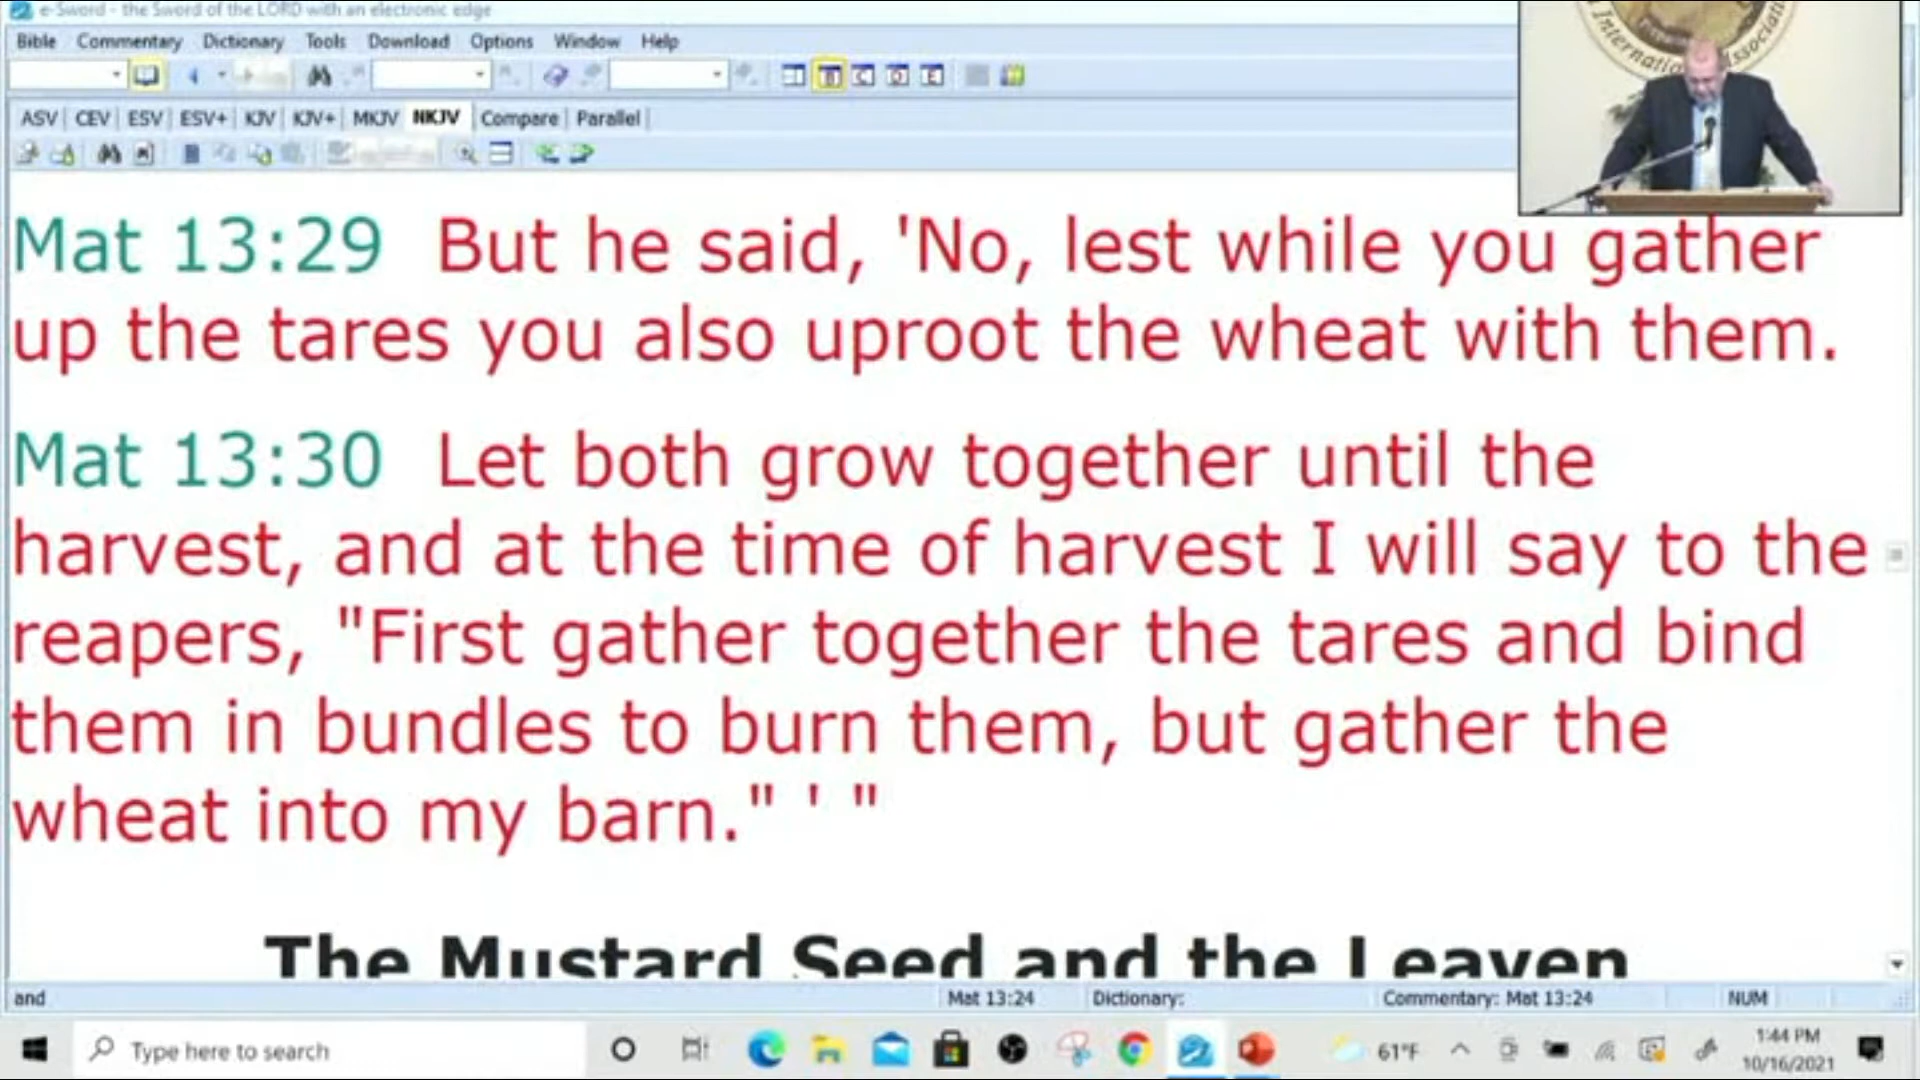 e-Sword - the Sword of the LORD with an electronic edge
Bible Commentary Dictionary Tools Download Options Window Help
International Associati
ASV CEV ESV ESV+ KJV KJV+ MKJV NKJV Compare Parallel
Mat 13:29 But he said, 'No, lest while you gather
up the tares you also uproot the wheat with them.
Mat 13:30 Let both grow together until the
harvest, and at the time of harvest I will say to the
reapers, "First gather together the tares and bind
them in bundles to burn them, but gather the
wheat into my barn." ' "
The Mustard Seed and the Leaven
and Mat 13:24 Dictionary: Commentary: Mat 13:24 NUM
Type here to search 61°F 1:44 PM
10/16/2021